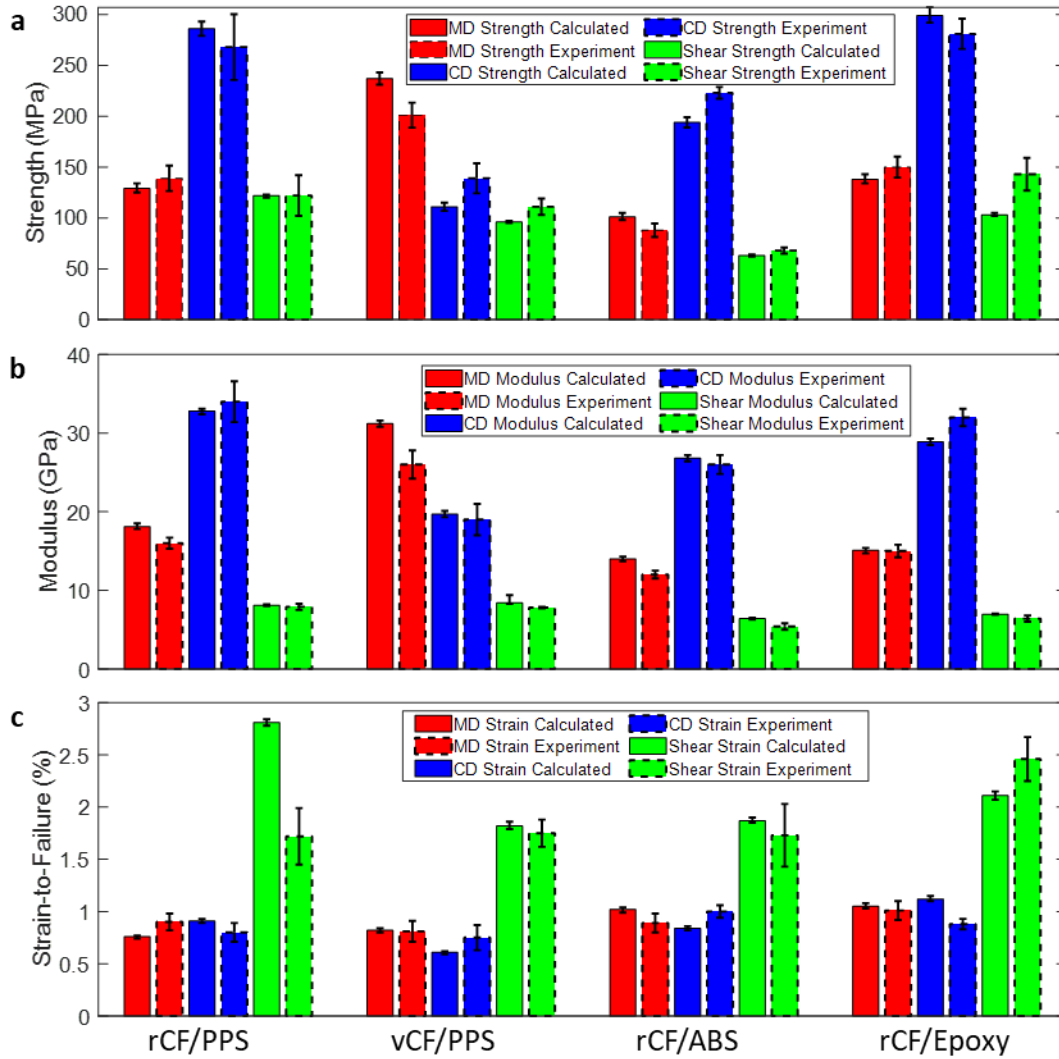 a
300
250
200
150
100
50
0
Strength (MPa)
MD Strength Calculated
MD Strength Experiment
CD Strength Calculated
CD Strength Experiment
Shear Strength Calculated
Shear Strength Experiment
b
40
30
20
10
0
Modulus (GPa)
MD Modulus Calculated
MD Modulus Experiment
CD Modulus Calculated
CD Modulus Experiment
Shear Modulus Calculated
Shear Modulus Experiment
c
3
2.5
2
1.5
1
0.5
0
Strain-to-Failure (%)
MD Strain Calculated
MD Strain Experiment
CD Strain Calculated
CD Strain Experiment
Shear Strain Calculated
Shear Strain Experiment
rCF/PPS
vCF/PPS
rCF/ABS
rCF/Epoxy